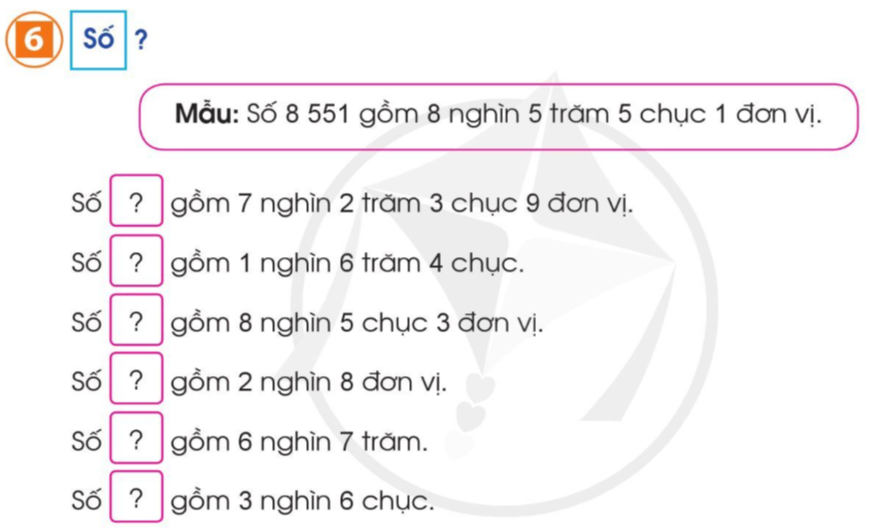 6 Số ?
Mẫu: Số 8 551 gồm 8 nghìn 5 trăm 5 chục 1 đơn vị.
Số ? gồm 7 nghìn 2 trăm 3 chục 9 đơn vị.
Số ? gồm 1 nghìn 6 trăm 4 chục.
Số ? gồm 8 nghìn 5 chục 3 đơn vị.
Số ? gồm 2 nghìn 8 đơn vị.
Số ? gồm 6 nghìn 7 trăm.
Số ? gồm 3 nghìn 6 chục.